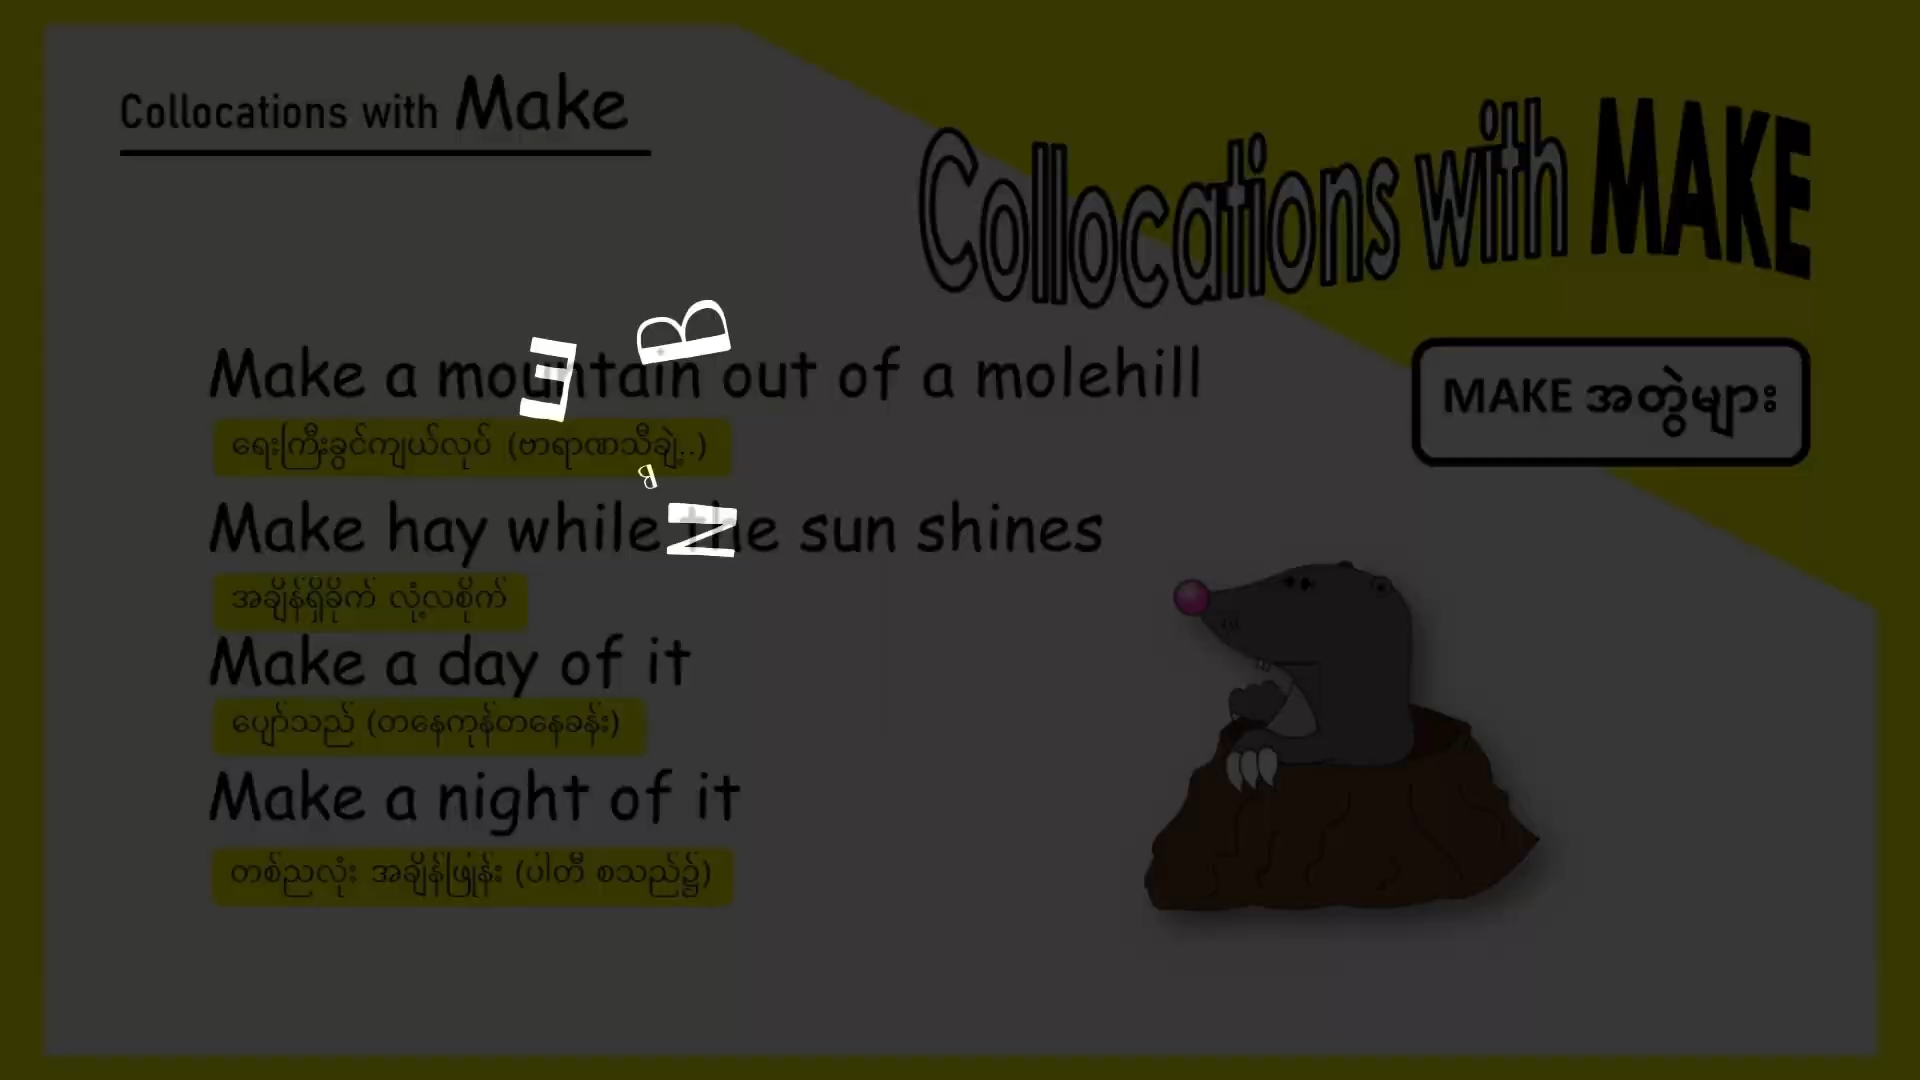 Collocations with Make
Collocations with MAKE
MAKE အတွဲများ
Make a mountain out of a molehill
ရေးကြီးခွင်ကျယ်လုပ် (ဗာရာဏသီချဲ့..)
Make hay while the sun shines
အချိန်ရှိခိုက် လုံ့လစိုက်
Make a day of it
ပျော်သည် (တနေကုန်တနေခန်း)
Make a night of it
တစ်ညလုံး အချိန်ဖြုန်း (ပါတီ စသည်၌)
E
B
B
N